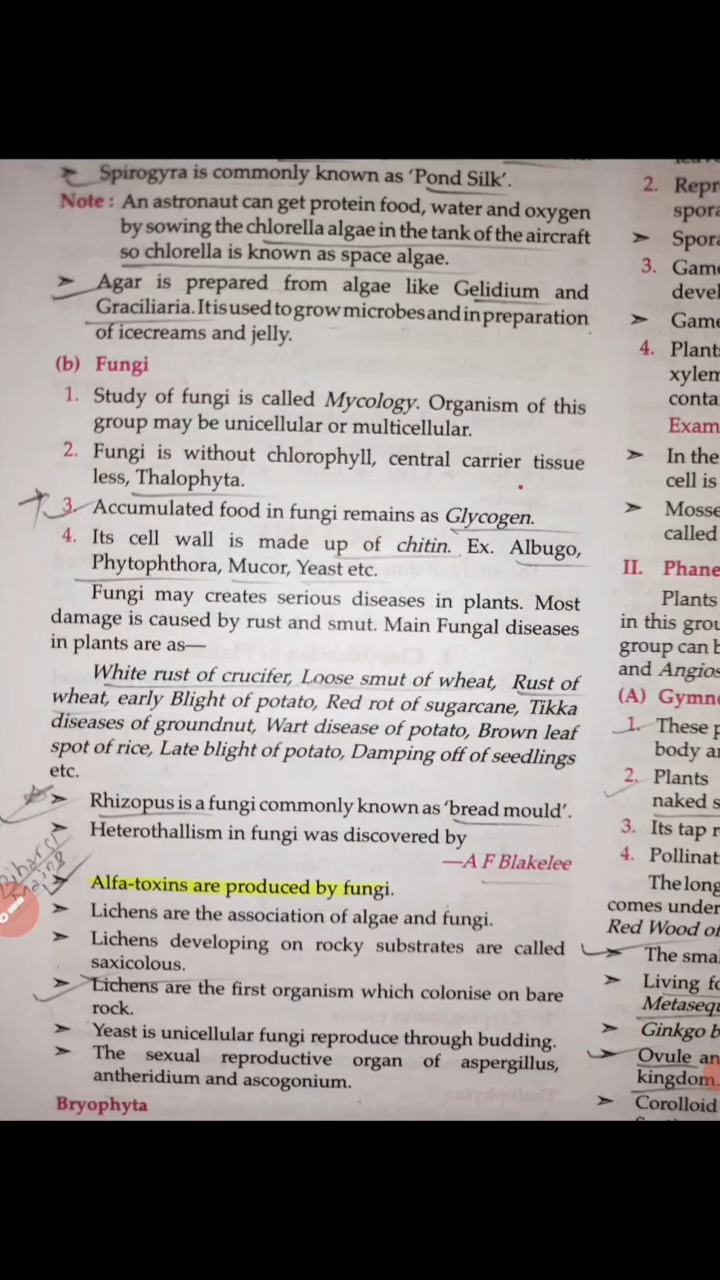 ➤ Spirogyra is commonly known as 'Pond Silk'.
Note : An astronaut can get protein food, water and oxygen
by sowing the chlorella algae in the tank of the aircraft
so chlorella is known as space algae.
➤ Agar is prepared from algae like Gelidium and
Graciliaria. It is used to grow microbes and in preparation
of icecreams and jelly.
(b) Fungi
1. Study of fungi is called Mycology. Organism of this
group may be unicellular or multicellular.
2. Fungi is without chlorophyll, central carrier tissue
less, Thalophyta.
3. Accumulated food in fungi remains as Glycogen.
4. Its cell wall is made up of chitin. Ex. Albugo,
Phytophthora, Mucor, Yeast etc.
Fungi may creates serious diseases in plants. Most
damage is caused by rust and smut. Main Fungal diseases
in plants are as—
White rust of crucifer, Loose smut of wheat, Rust of
wheat, early Blight of potato, Red rot of sugarcane, Tikka
diseases of groundnut, Wart disease of potato, Brown leaf
spot of rice, Late blight of potato, Damping off of seedlings
etc.
➤ Rhizopus is a fungi commonly known as 'bread mould'.
➤ Heterothallism in fungi was discovered by
—A F Blakelee
➤ Alfa-toxins are produced by fungi.
➤ Lichens are the association of algae and fungi.
➤ Lichens developing on rocky substrates are called
saxicolous.
➤ Lichens are the first organism which colonise on bare
rock.
➤ Yeast is unicellular fungi reproduce through budding.
➤ The sexual reproductive organ of aspergillus,
antheridium and ascogonium.
Bryophyta
2. Repr
spora
➤ Spora
3. Game
devel
➤ Game
4. Plant
xylem
conta
Exam
➤ In the
cell is
➤ Mosse
called
II. Phane
Plants
in this grou
group can b
and Angios
(A) Gymn
1. These p
body a
2. Plants
naked s
3. Its tap r
4. Pollinat
The long
comes under
Red Wood of
➤ The sma
➤ Living fo
Metasequ
➤ Ginkgo b
➤ Ovule an
kingdom.
➤ Corolloid